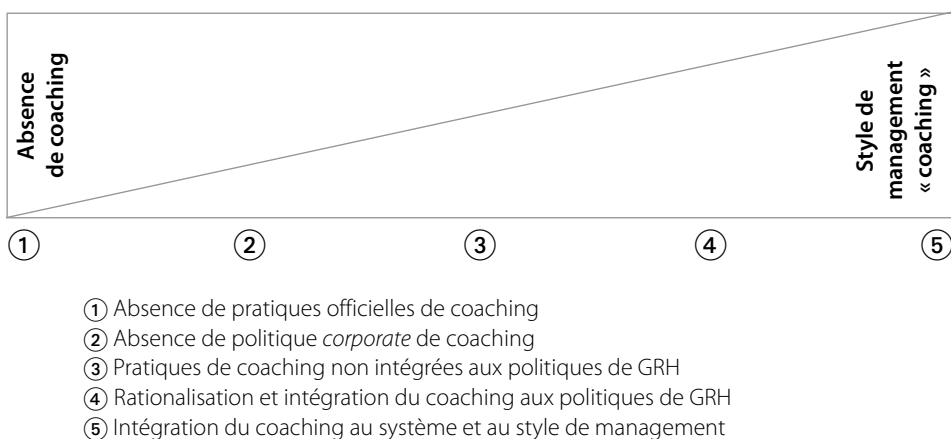 Absence
de coaching
Style de
management
« coaching »
1 2 3 4 5
1 Absence de pratiques officielles de coaching
2 Absence de politique corporate de coaching
3 Pratiques de coaching non intégrées aux politiques de GRH
4 Rationalisation et intégration du coaching aux politiques de GRH
5 Intégration du coaching au système et au style de management